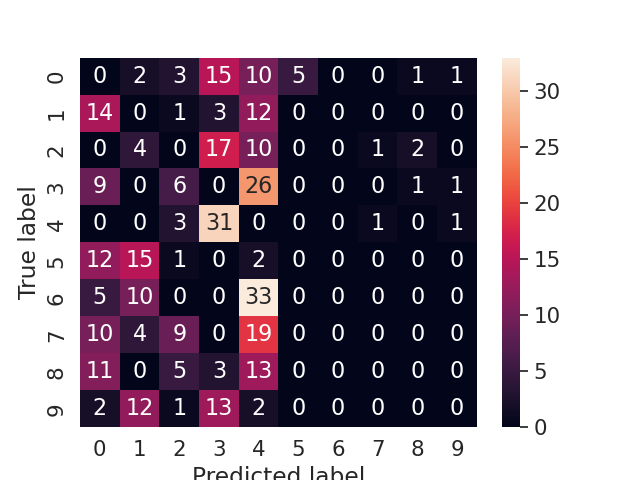 0 0 2 3 15 10 5 0 0 1 1
1 14 0 1 3 12 0 0 0 0 0
2 0 4 0 17 10 0 0 1 2 0
3 9 0 6 0 26 0 0 0 1 1
4 0 0 3 31 0 0 0 1 0 1
5 12 15 1 0 2 0 0 0 0 0
6 5 10 0 0 33 0 0 0 0 0
7 10 4 9 0 19 0 0 0 0 0
8 11 0 5 3 13 0 0 0 0 0
9 2 12 1 13 2 0 0 0 0 0
0 1 2 3 4 5 6 7 8 9
Predicted label
True label
30
25
20
15
10
5
0